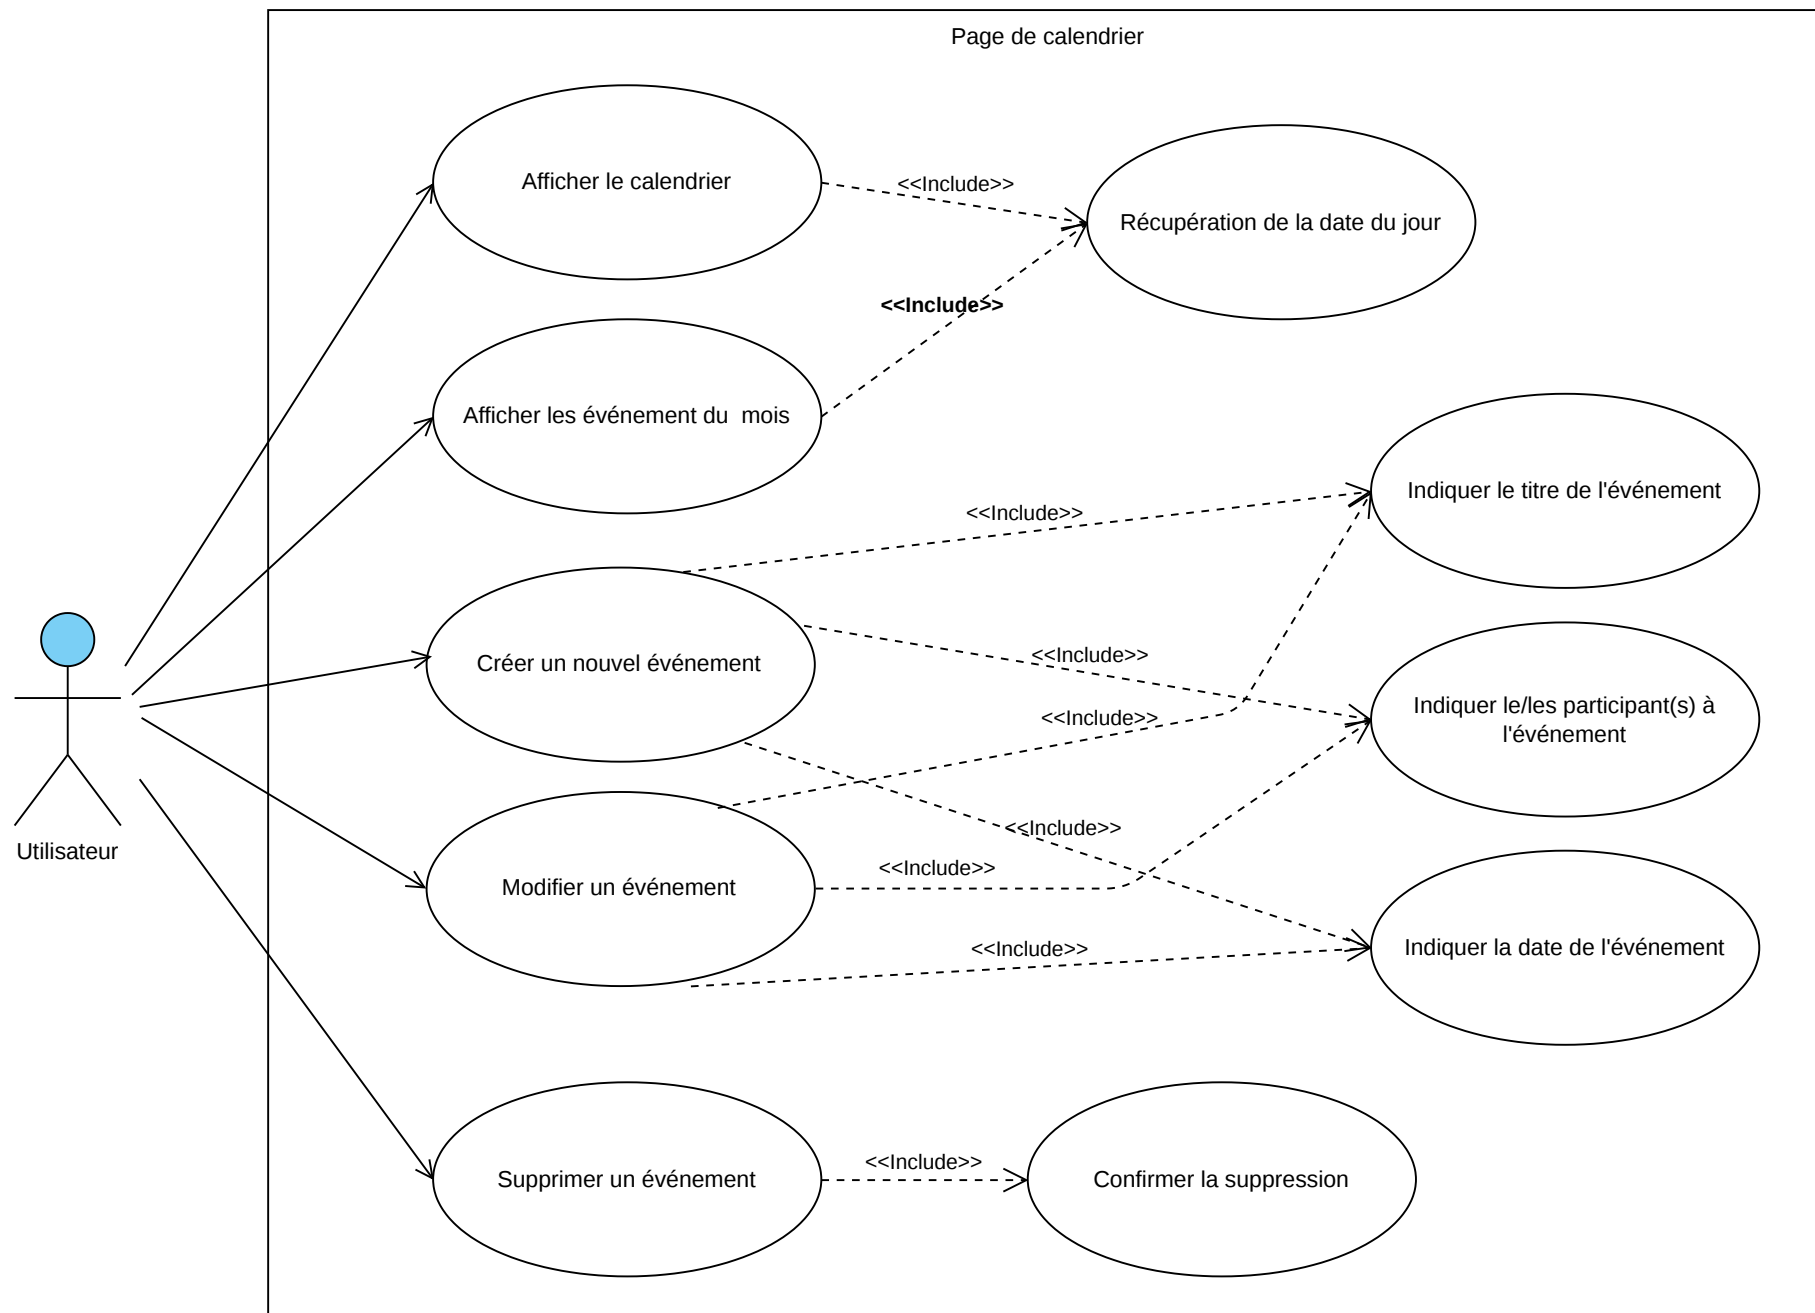 Page de calendrier
Afficher le calendrier
<<Include>>
Récupération de la date du jour
<<Include>>
Afficher les événement du  mois
Indiquer le titre de l'événement
<<Include>>
Créer un nouvel événement
<<Include>>
Indiquer le/les participant(s) à
l'événement
<<Include>>
<<Include>>
Utilisateur
Modifier un événement
<<Include>>
<<Include>>
Indiquer la date de l'événement
Supprimer un événement
<<Include>>
Confirmer la suppression